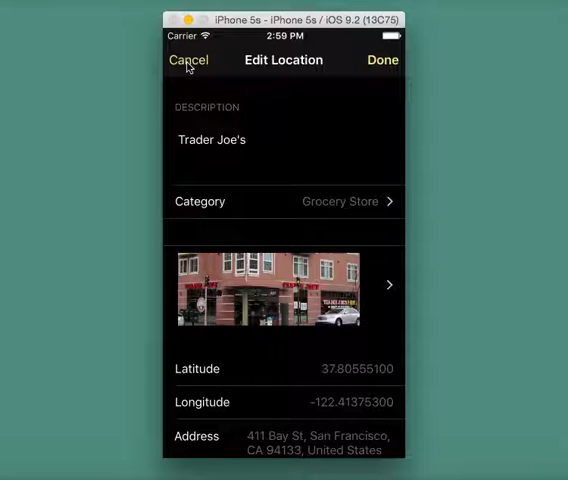 iPhone 5s - iPhone 5s / iOS 9.2 (13C75)
Carrier 2:59 PM
Cancel Edit Location Done
DESCRIPTION
Trader Joe's
Category Grocery Store
Latitude 37.80555100
Longitude -122.41375300
Address 411 Bay St, San Francisco,
CA 94133, United States